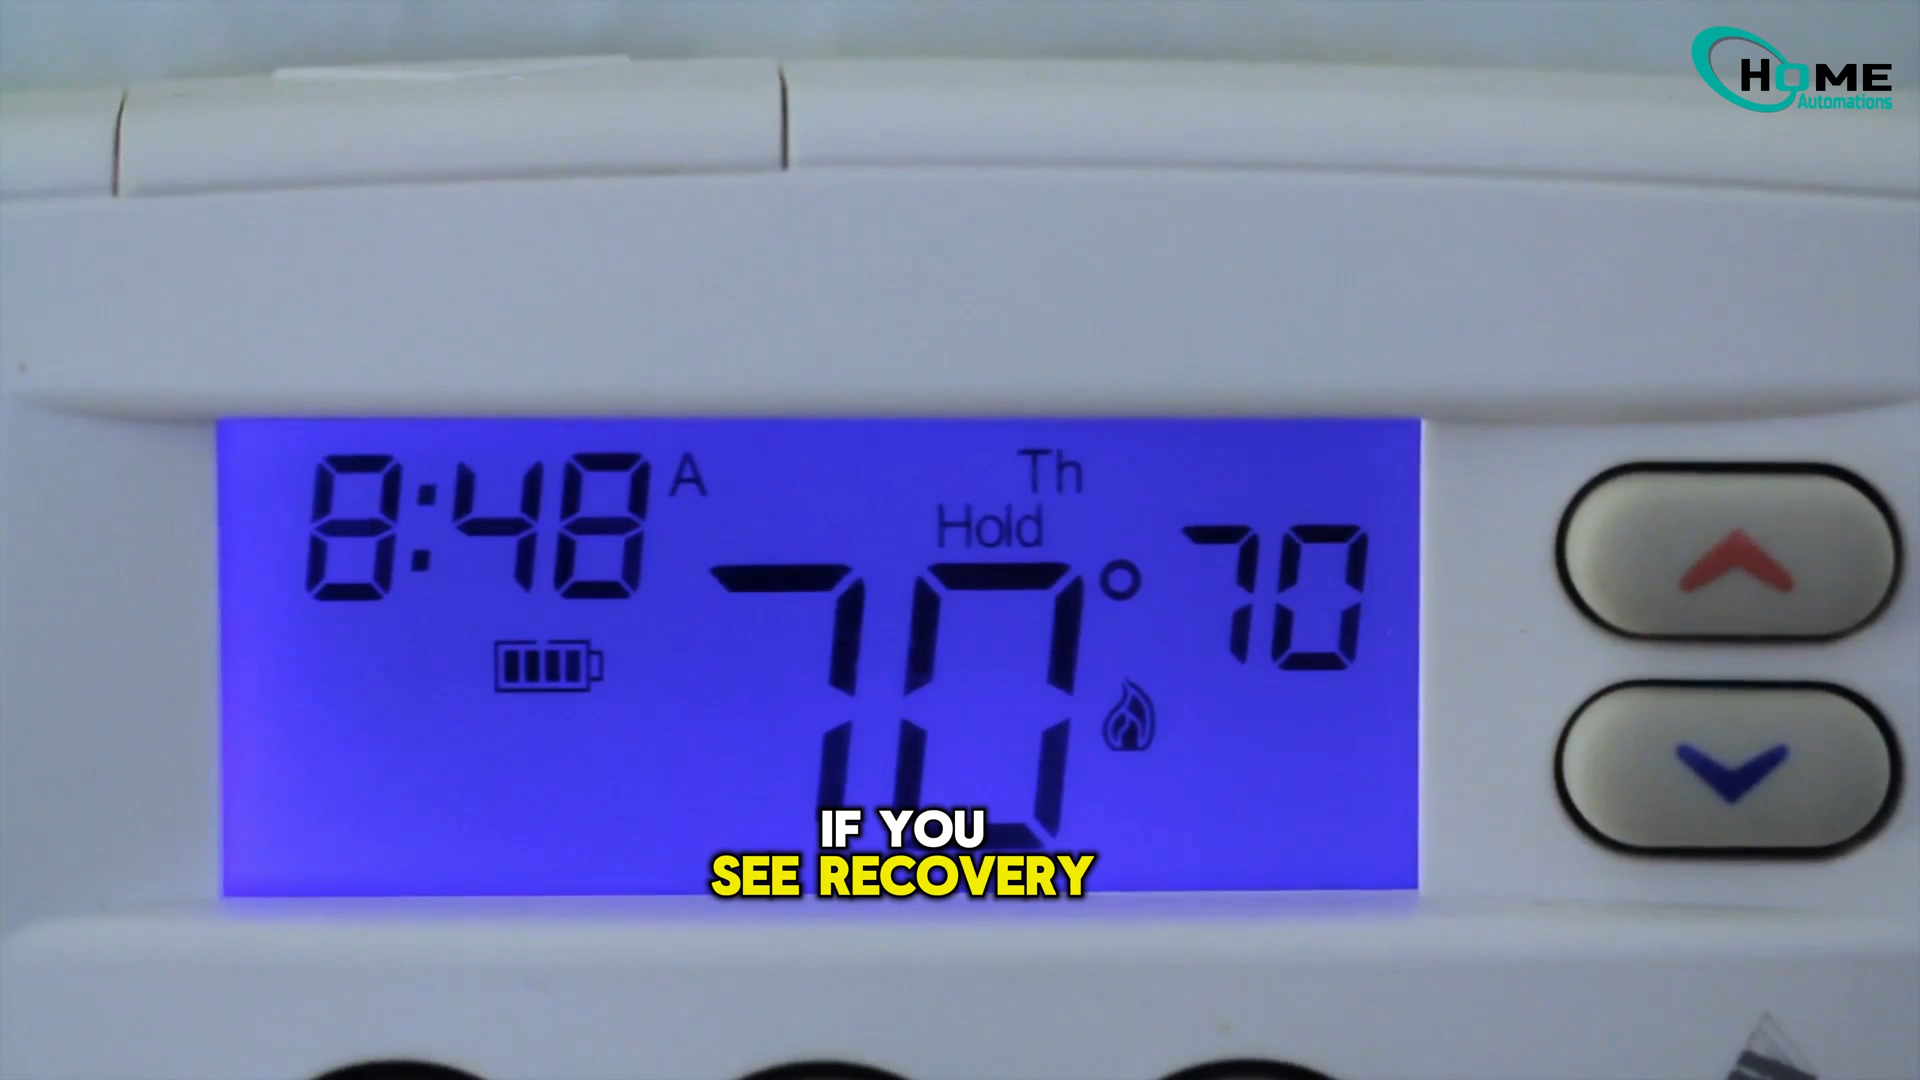 HOME
Automations
8:48 A
Th
Hold
70° 70
IF YOU
SEE RECOVERY